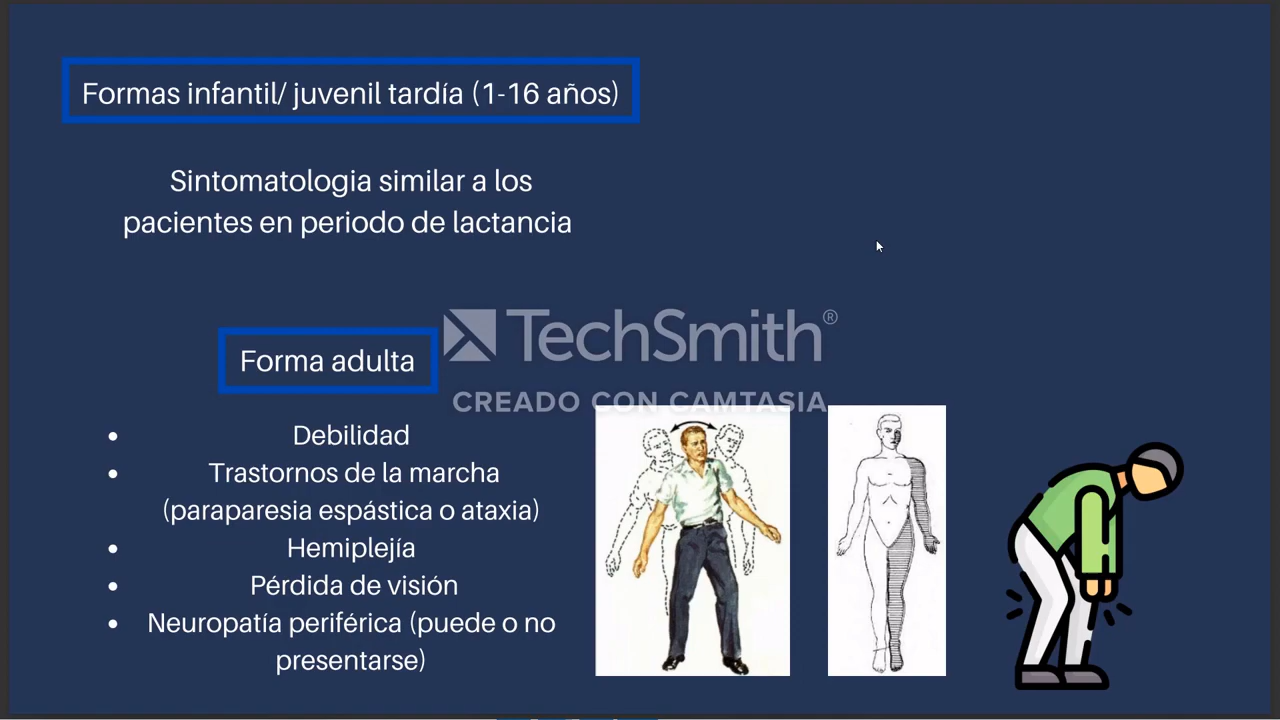 Formas infantil/ juvenil tardía (1-16 años)
Sintomatologia similar a los
pacientes en periodo de lactancia
TechSmith®
CREADO CON CAMTASIA
Forma adulta
• Debilidad
• Trastornos de la marcha
(paraparesia espástica o ataxia)
• Hemiplejía
• Pérdida de visión
• Neuropatía periférica (puede o no
presentarse)